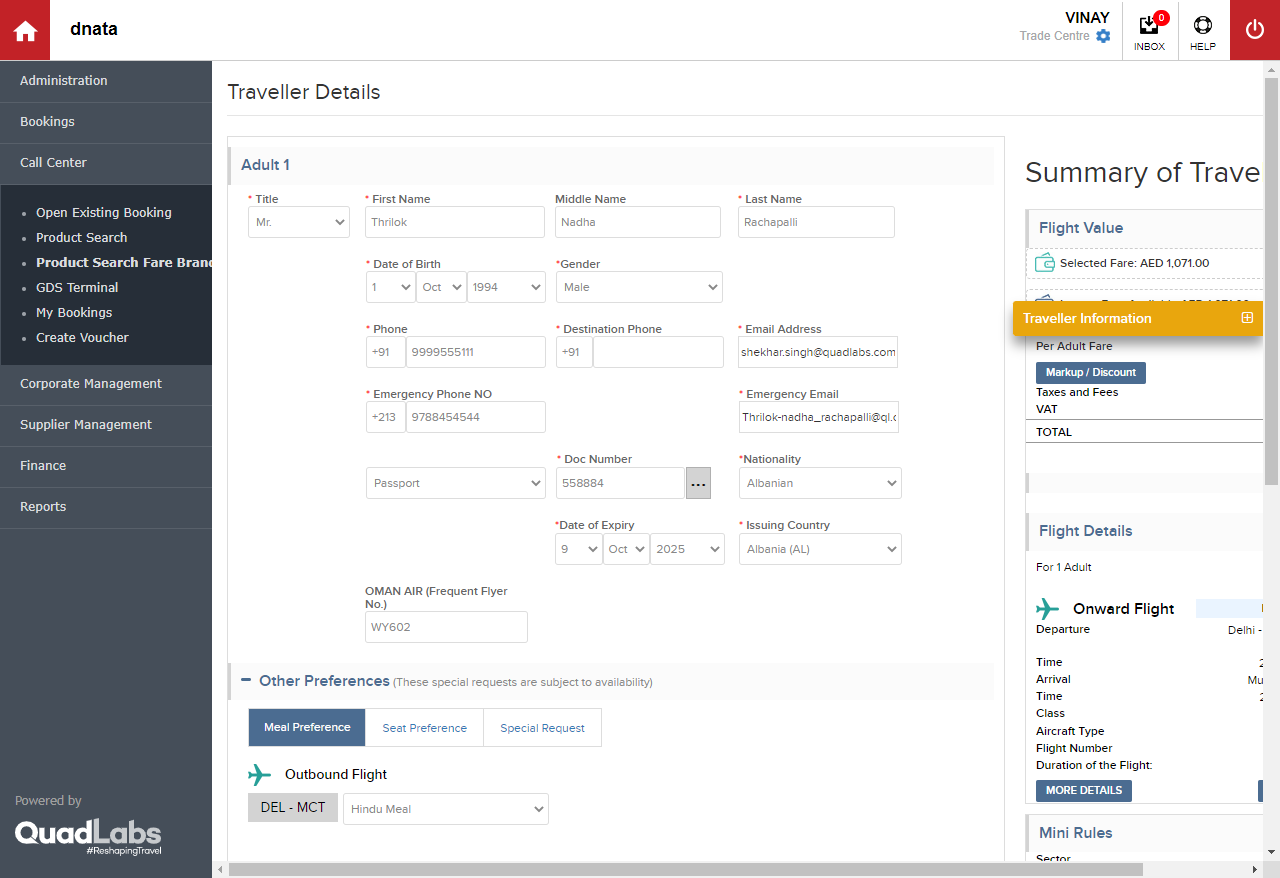 dnata
VINAY
Trade Centre
0
INBOX
HELP
Administration
Bookings
Call Center
Open Existing Booking
Product Search
Product Search Fare Bran
GDS Terminal
My Bookings
Create Voucher
Corporate Management
Supplier Management
Finance
Reports
Powered by
QuadLabs
#ReshapingTravel
Traveller Details
Adult 1
* Title * First Name Middle Name * Last Name
Mr. Thrilok Nadha Rachapalli
* Date of Birth *Gender
1 Oct 1994 Male
* Phone * Destination Phone * Email Address
+91 9999555111 +91 shekhar.singh@quadlabs.com
* Emergency Phone NO * Emergency Email
+213 9788454544 Thrilok-nadha_rachapalli@ql.c
* Doc Number *Nationality
Passport 558884 ... Albanian
*Date of Expiry * Issuing Country
9 Oct 2025 Albania (AL)
OMAN AIR (Frequent Flyer
No.)
WY602
Other Preferences (These special requests are subject to availability)
Meal Preference Seat Preference Special Request
Outbound Flight
DEL - MCT Hindu Meal
Summary of Trave
Flight Value
Selected Fare: AED 1,071.00
Traveller Information
Per Adult Fare
Markup / Discount
Taxes and Fees
VAT
TOTAL
Flight Details
For 1 Adult
Onward Flight
Departure Delhi -
Time 2
Arrival Mu
Time 2
Class
Aircraft Type
Flight Number
Duration of the Flight:
MORE DETAILS
Mini Rules
Sector